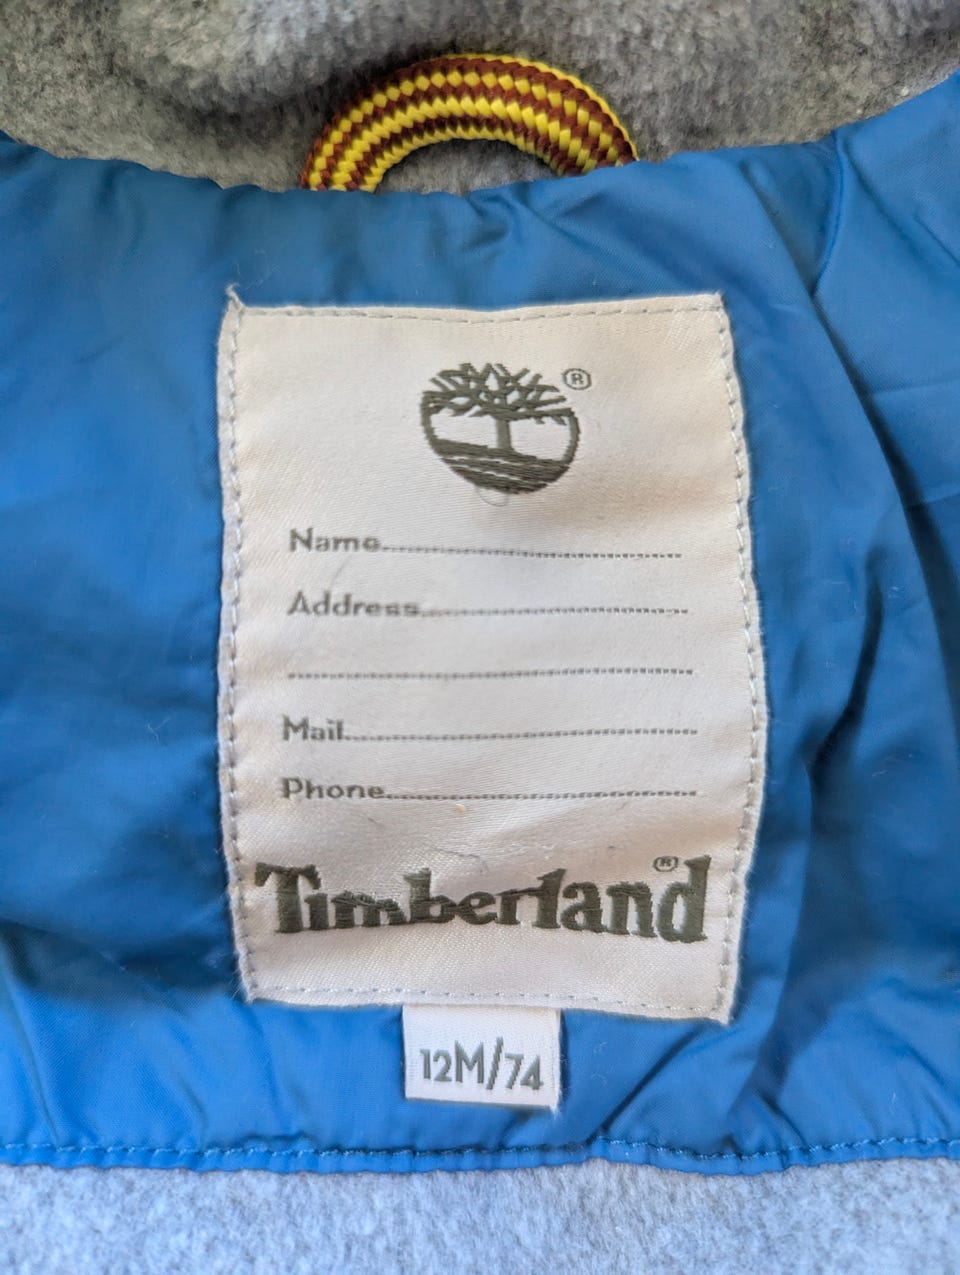 ®
Name
Address
Mail
Phone
Timberland®
12M/74